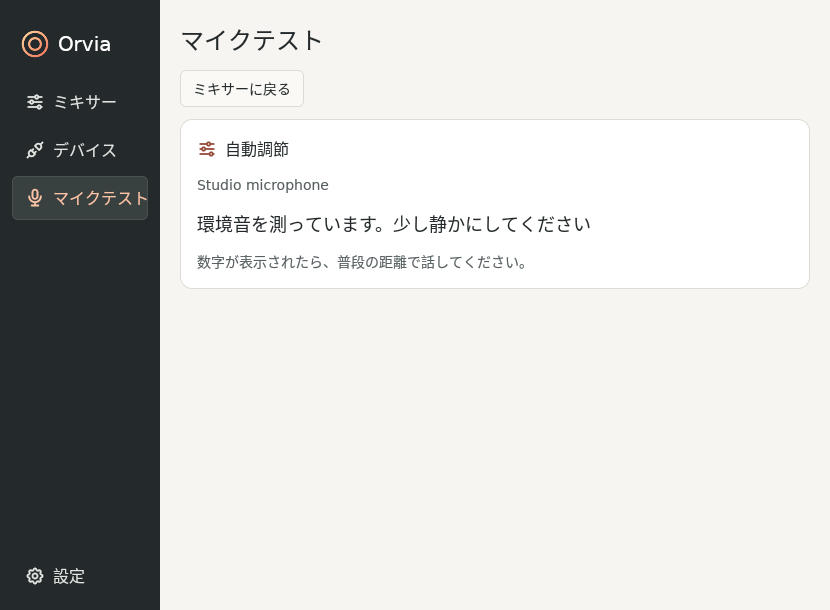 Orvia
ミキサー
デバイス
マイクテスト
設定
マイクテスト
ミキサーに戻る
自動調節
Studio microphone
環境音を測っています。少し静かにしてください
数字が表示されたら、普段の距離で話してください。